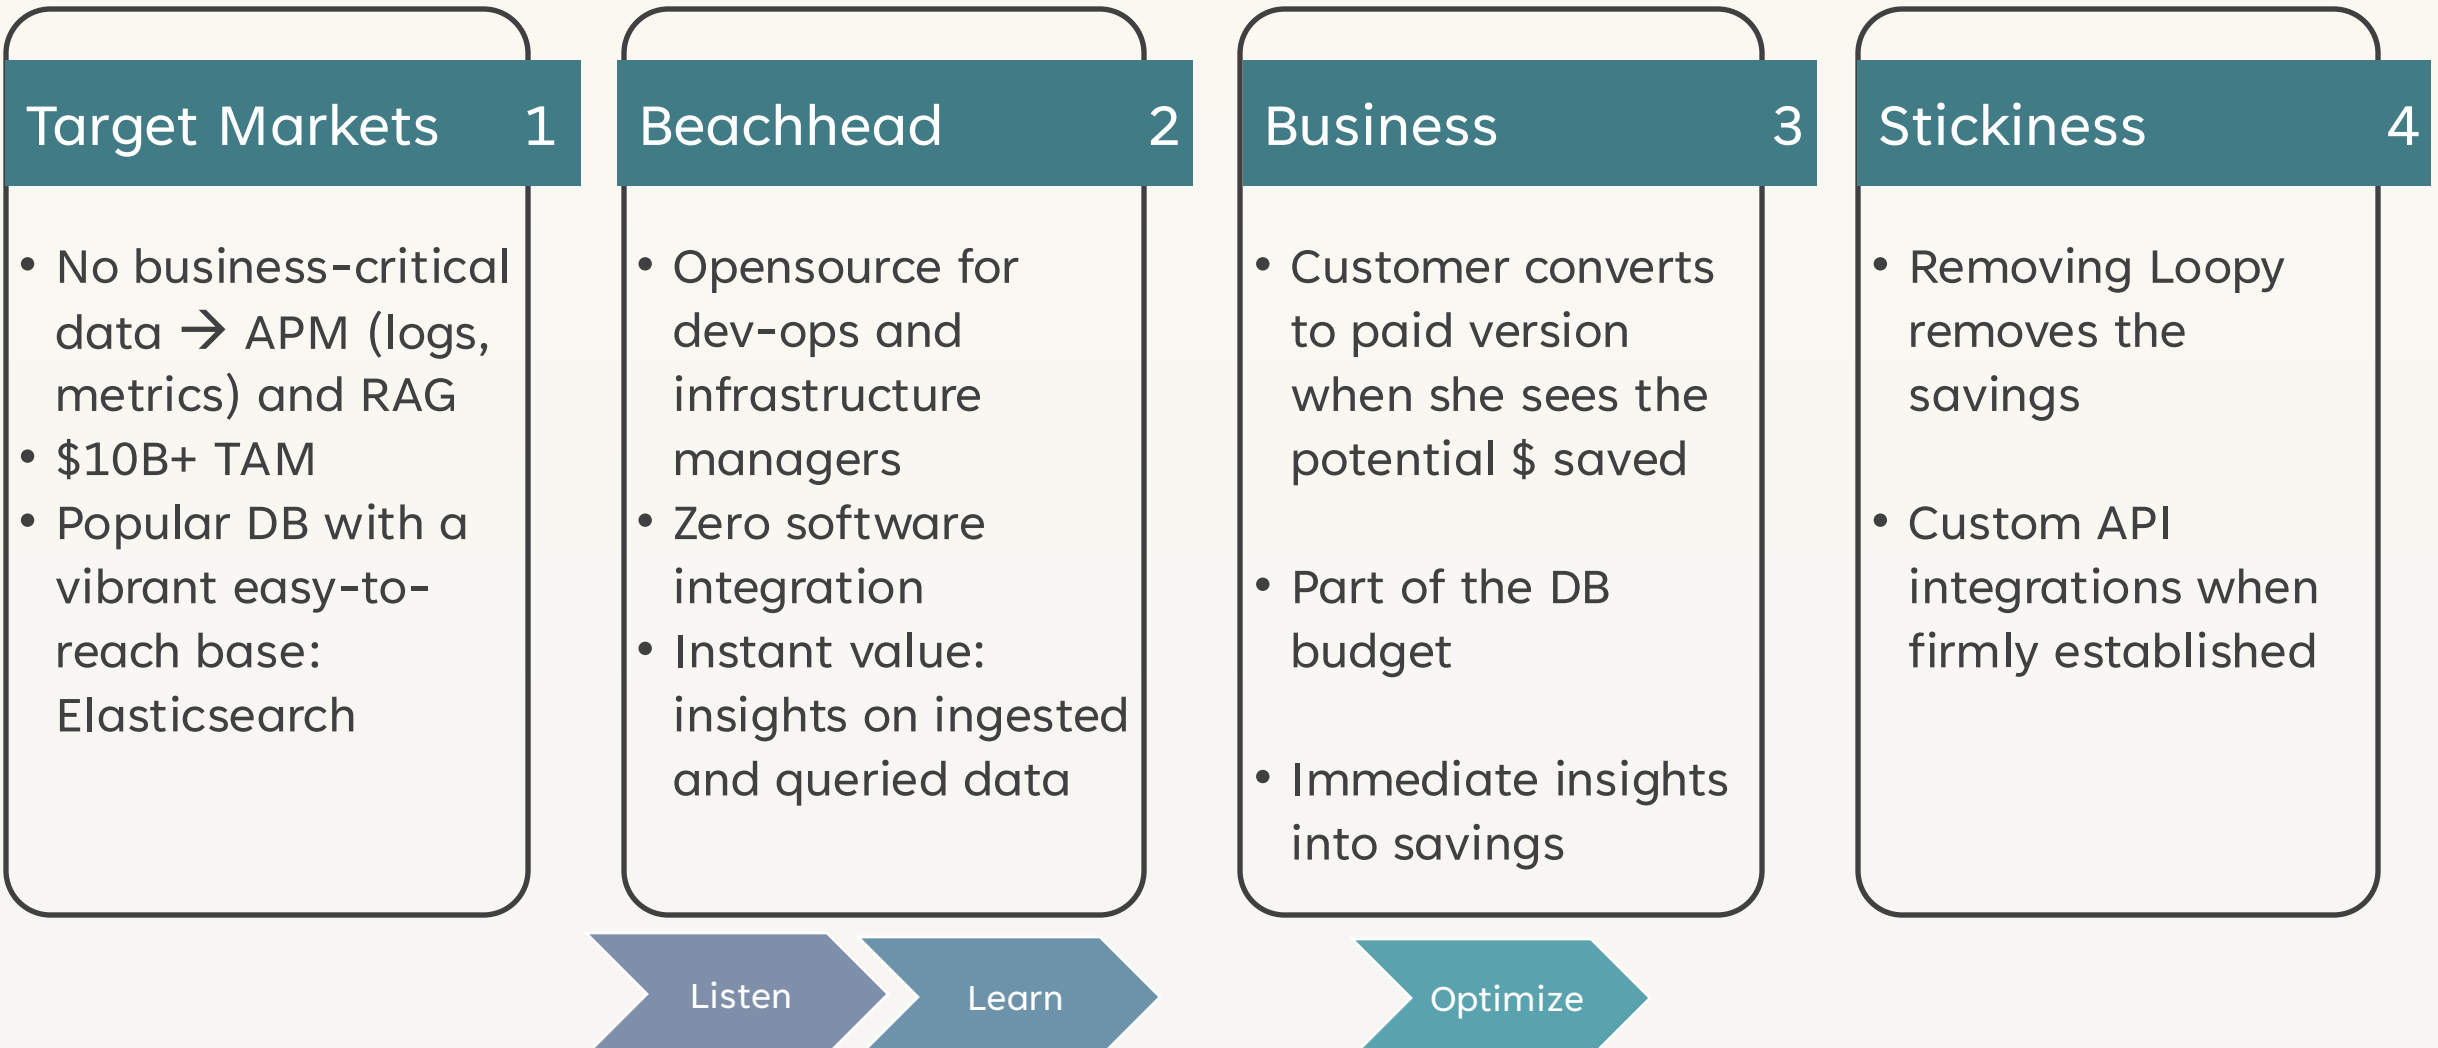 Target Markets 1
• No business-critical
data → APM (logs,
metrics) and RAG
• $10B+ TAM
• Popular DB with a
vibrant easy-to-
reach base:
Elasticsearch
Beachhead 2
• Opensource for
dev-ops and
infrastructure
managers
• Zero software
integration
• Instant value:
insights on ingested
and queried data
Business 3
• Customer converts
to paid version
when she sees the
potential $ saved
• Part of the DB
budget
• Immediate insights
into savings
Stickiness 4
• Removing Loopy
removes the
savings
• Custom API
integrations when
firmly established
Listen
Learn
Optimize